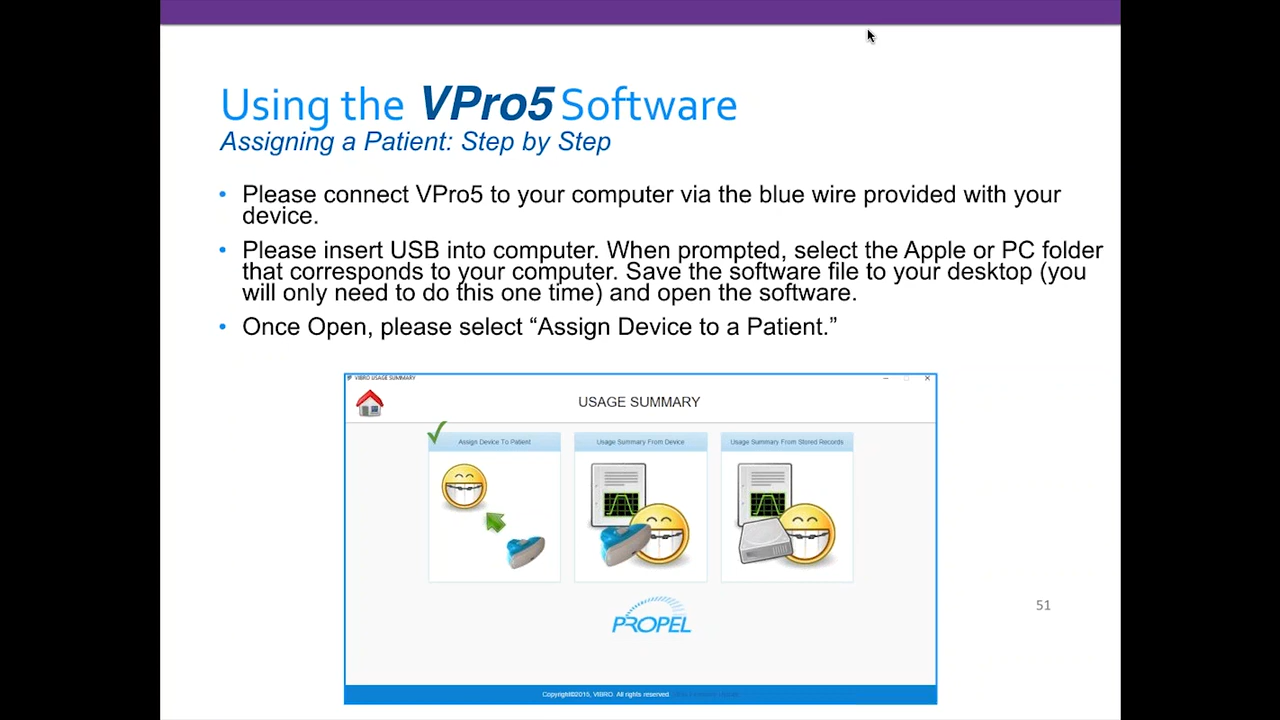 Using the VPro5 Software
Assigning a Patient: Step by Step
• Please connect VPro5 to your computer via the blue wire provided with your
device.
• Please insert USB into computer. When prompted, select the Apple or PC folder
that corresponds to your computer. Save the software file to your desktop (you
will only need to do this one time) and open the software.
• Once Open, please select “Assign Device to a Patient.”
VIBRO USAGE SUMMARY
USAGE SUMMARY
Assign Device To Patient
Usage Summary From Device
Usage Summary From Stored Records
PROPEL
51
Copyright©2015, VIBRO. All rights reserved.